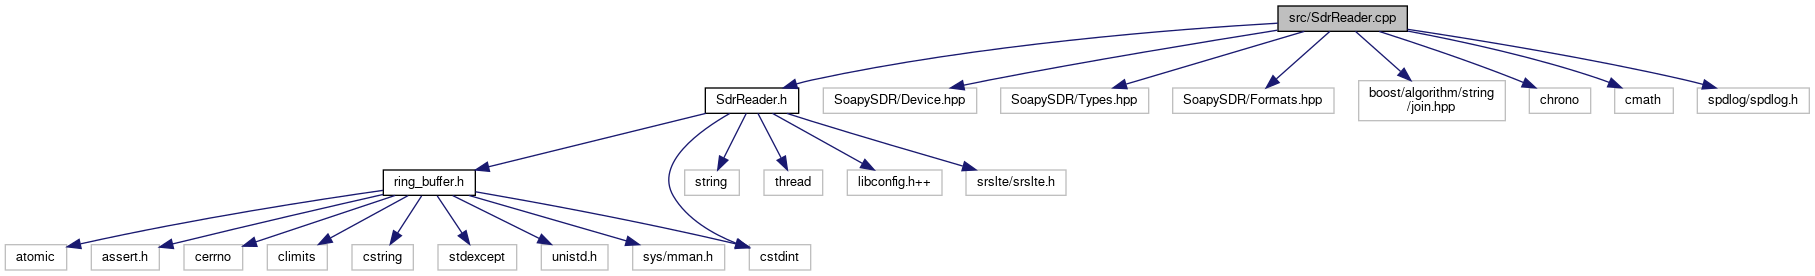 src/SdrReader.cpp
SdrReader.h
SoapySDR/Device.hpp
SoapySDR/Types.hpp
SoapySDR/Formats.hpp
boost/algorithm/string
/join.hpp
chrono
cmath
spdlog/spdlog.h
ring_buffer.h
string
thread
libconfig.h++
srslte/srslte.h
atomic
assert.h
cerrno
climits
cstring
stdexcept
unistd.h
sys/mman.h
cstdint